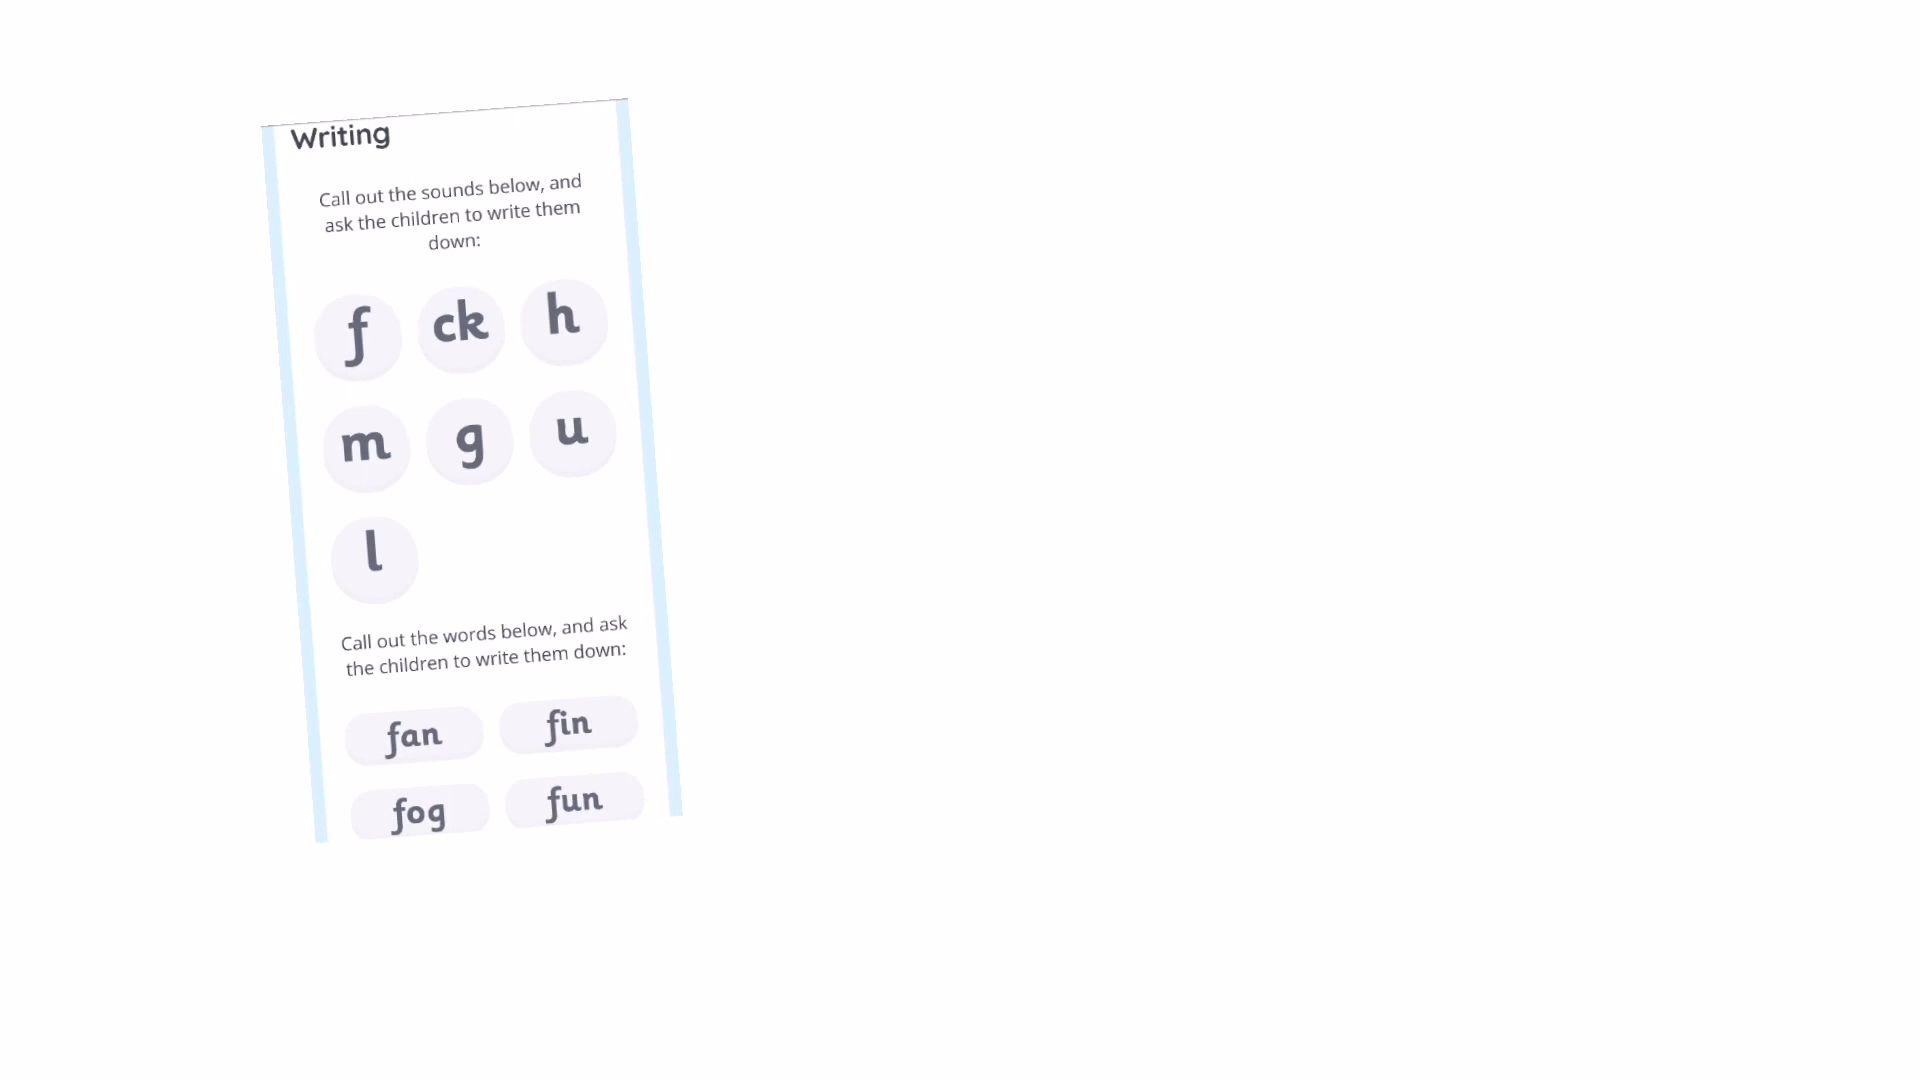 Writing
Call out the sounds below, and
ask the children to write them
down:
f ck h
m g u
l
Call out the words below, and ask
the children to write them down:
fan fin
fog fun